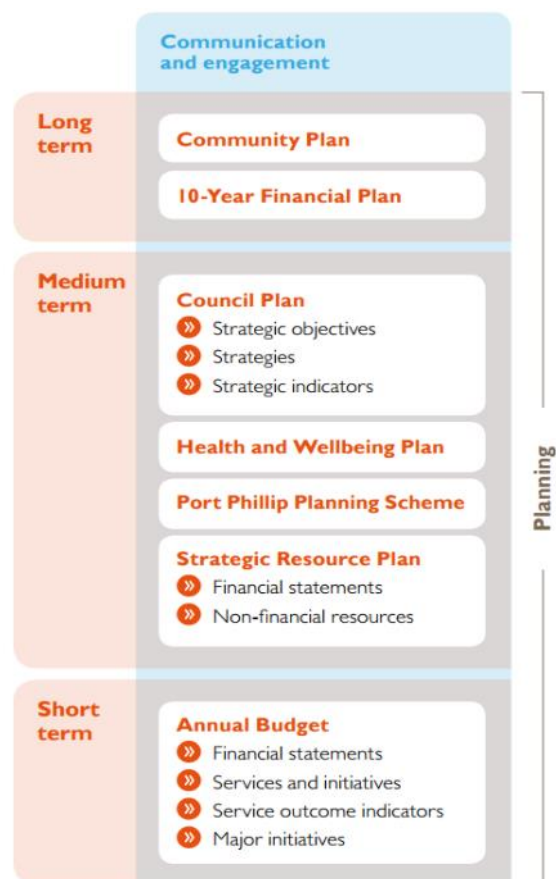 Communication
and engagement
Long
term
Community Plan
10-Year Financial Plan
Medium
term
Council Plan
Strategic objectives
Strategies
Strategic indicators
Health and Wellbeing Plan
Port Phillip Planning Scheme
Strategic Resource Plan
Financial statements
Non-financial resources
Planning
Short
term
Annual Budget
Financial statements
Services and initiatives
Service outcome indicators
Major initiatives